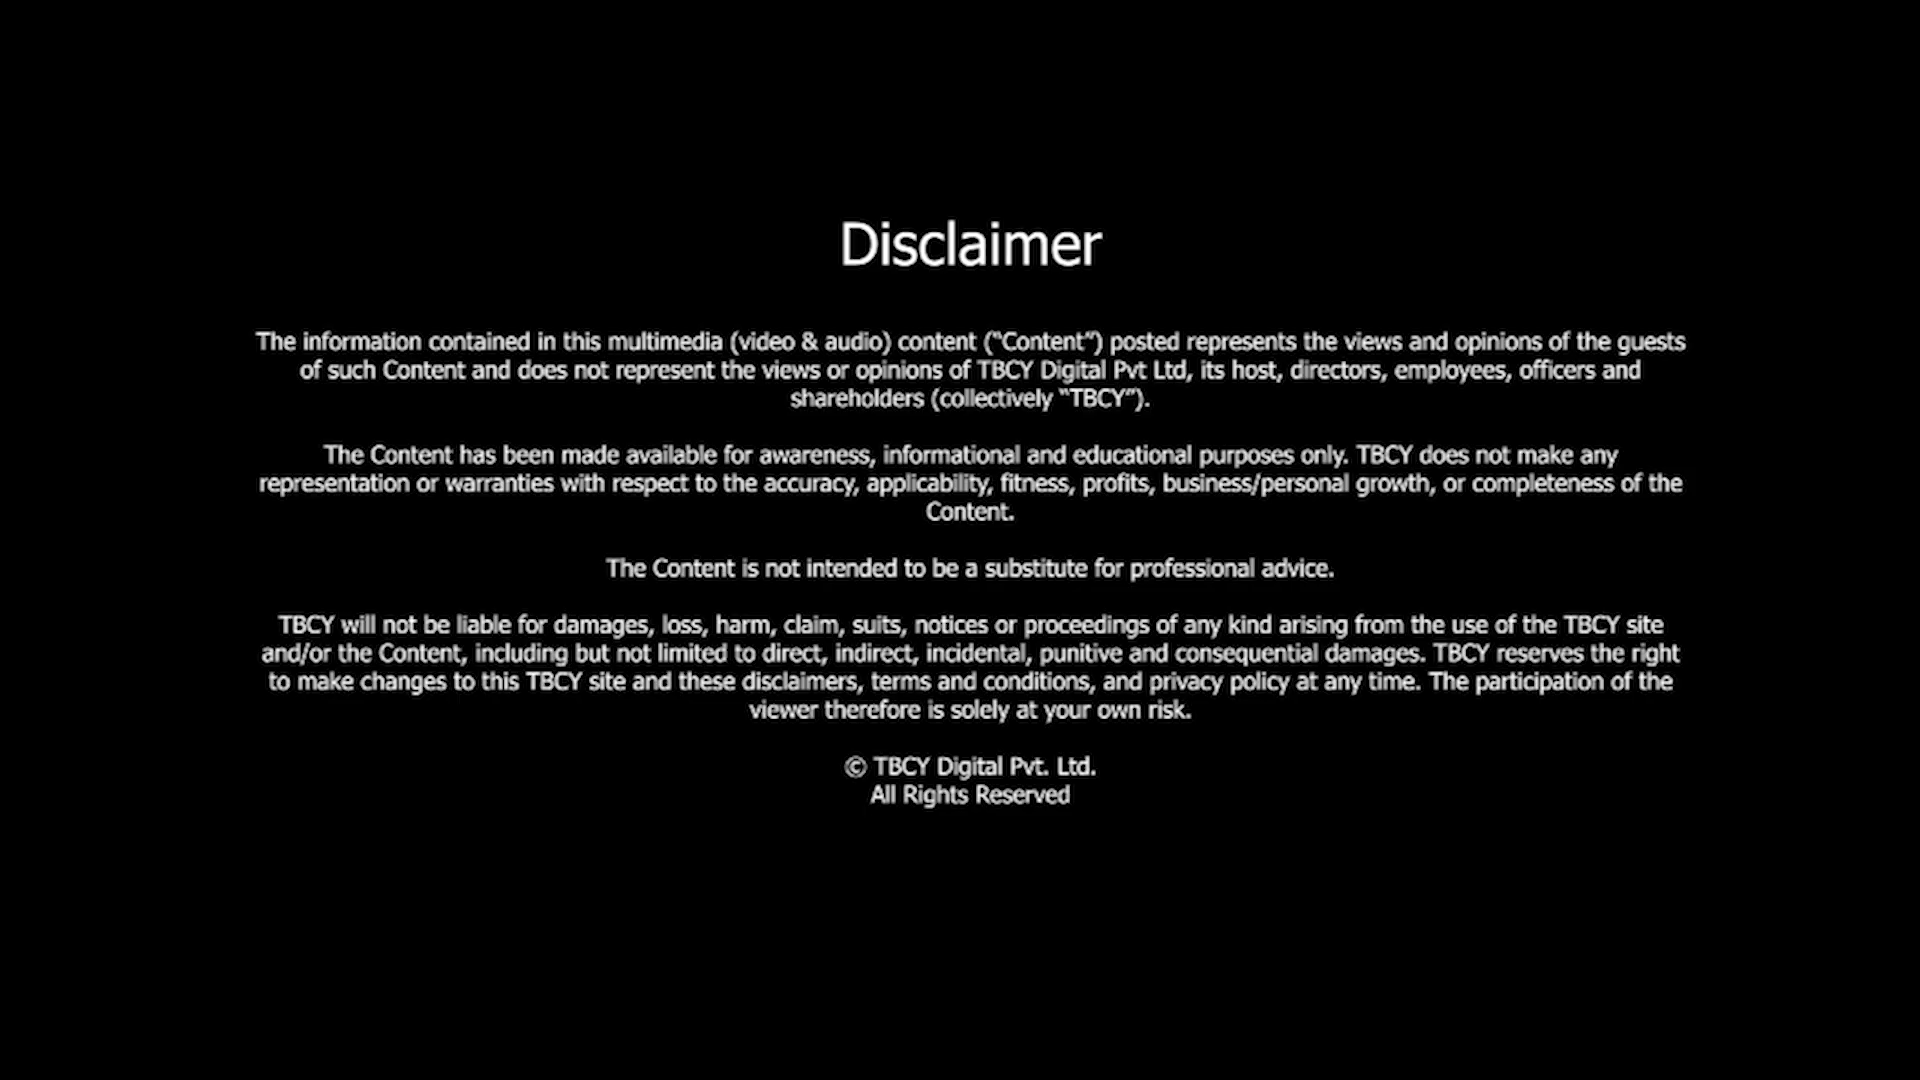 Disclaimer
The information contained in this multimedia (video & audio) content (“Content”) posted represents the views and opinions of the guests
of such Content and does not represent the views or opinions of TBCY Digital Pvt Ltd, its host, directors, employees, officers and
shareholders (collectively “TBCY”).
The Content has been made available for awareness, informational and educational purposes only. TBCY does not make any
representation or warranties with respect to the accuracy, applicability, fitness, profits, business/personal growth, or completeness of the
Content.
The Content is not intended to be a substitute for professional advice.
TBCY will not be liable for damages, loss, harm, claim, suits, notices or proceedings of any kind arising from the use of the TBCY site
and/or the Content, including but not limited to direct, indirect, incidental, punitive and consequential damages. TBCY reserves the right
to make changes to this TBCY site and these disclaimers, terms and conditions, and privacy policy at any time. The participation of the
viewer therefore is solely at your own risk.
© TBCY Digital Pvt. Ltd.
All Rights Reserved